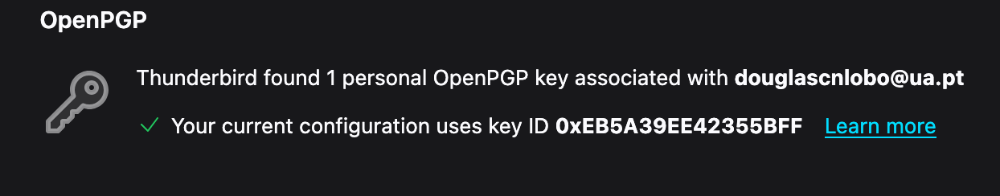 OpenPGP
Thunderbird found 1 personal OpenPGP key associated with douglascnlobo@ua.pt
Your current configuration uses key ID 0xEB5A39EE42355BFF Learn more